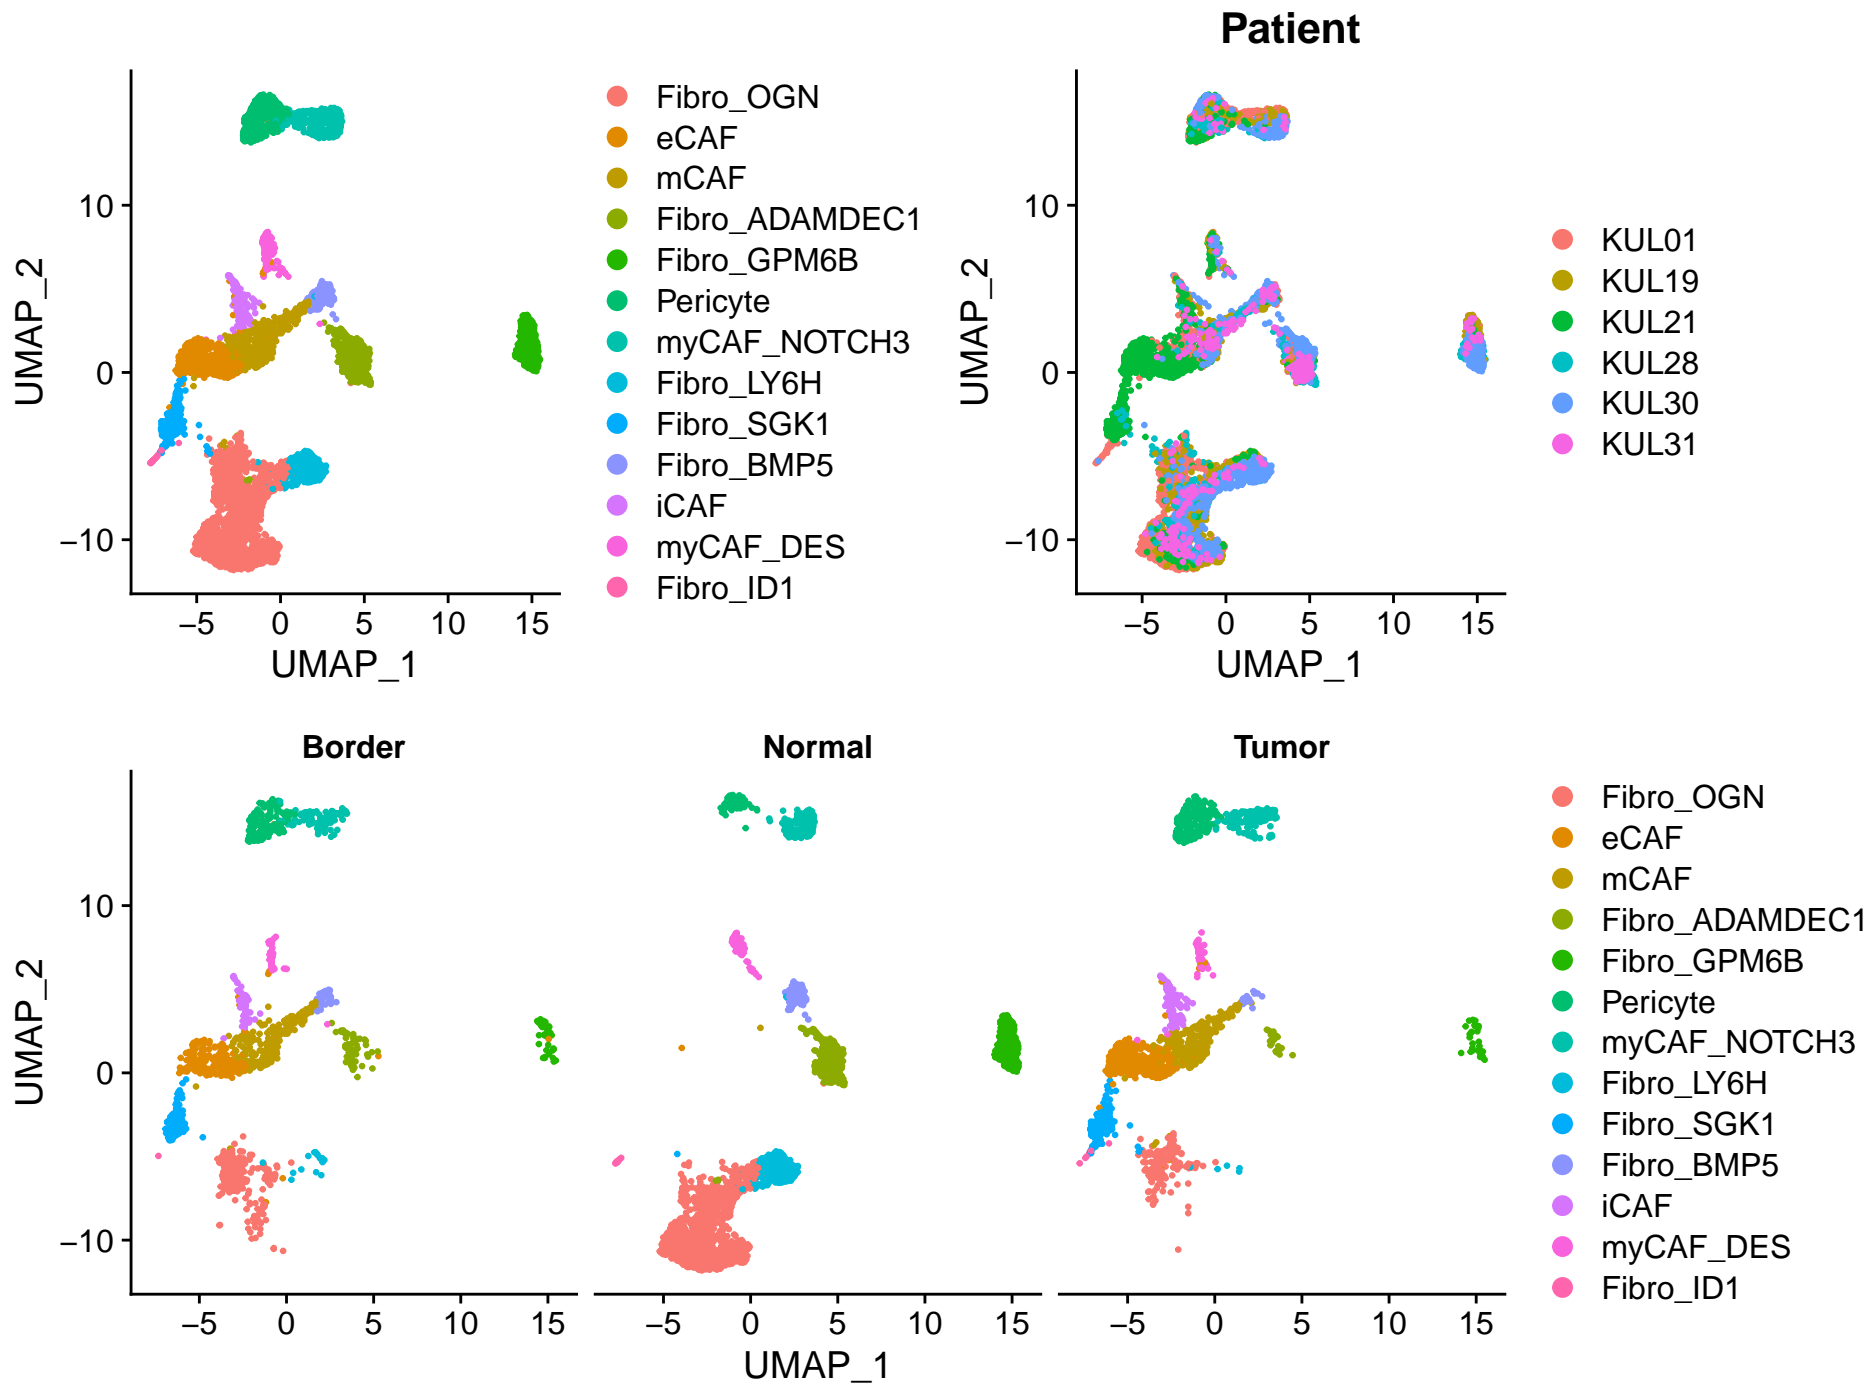 Patient
UMAP_2
10
0
−10
−5 0 5 10 15
UMAP_1
Fibro_OGN
eCAF
mCAF
Fibro_ADAMDEC1
Fibro_GPM6B
Pericyte
myCAF_NOTCH3
Fibro_LY6H
Fibro_SGK1
Fibro_BMP5
iCAF
myCAF_DES
Fibro_ID1
UMAP_2
10
0
−10
−5 0 5 10 15
UMAP_1
KUL01
KUL19
KUL21
KUL28
KUL30
KUL31
Border Normal Tumor
UMAP_2
10
0
−10
−5 0 5 10 15 −5 0 5 10 15 −5 0 5 10 15
UMAP_1
Fibro_OGN
eCAF
mCAF
Fibro_ADAMDEC1
Fibro_GPM6B
Pericyte
myCAF_NOTCH3
Fibro_LY6H
Fibro_SGK1
Fibro_BMP5
iCAF
myCAF_DES
Fibro_ID1